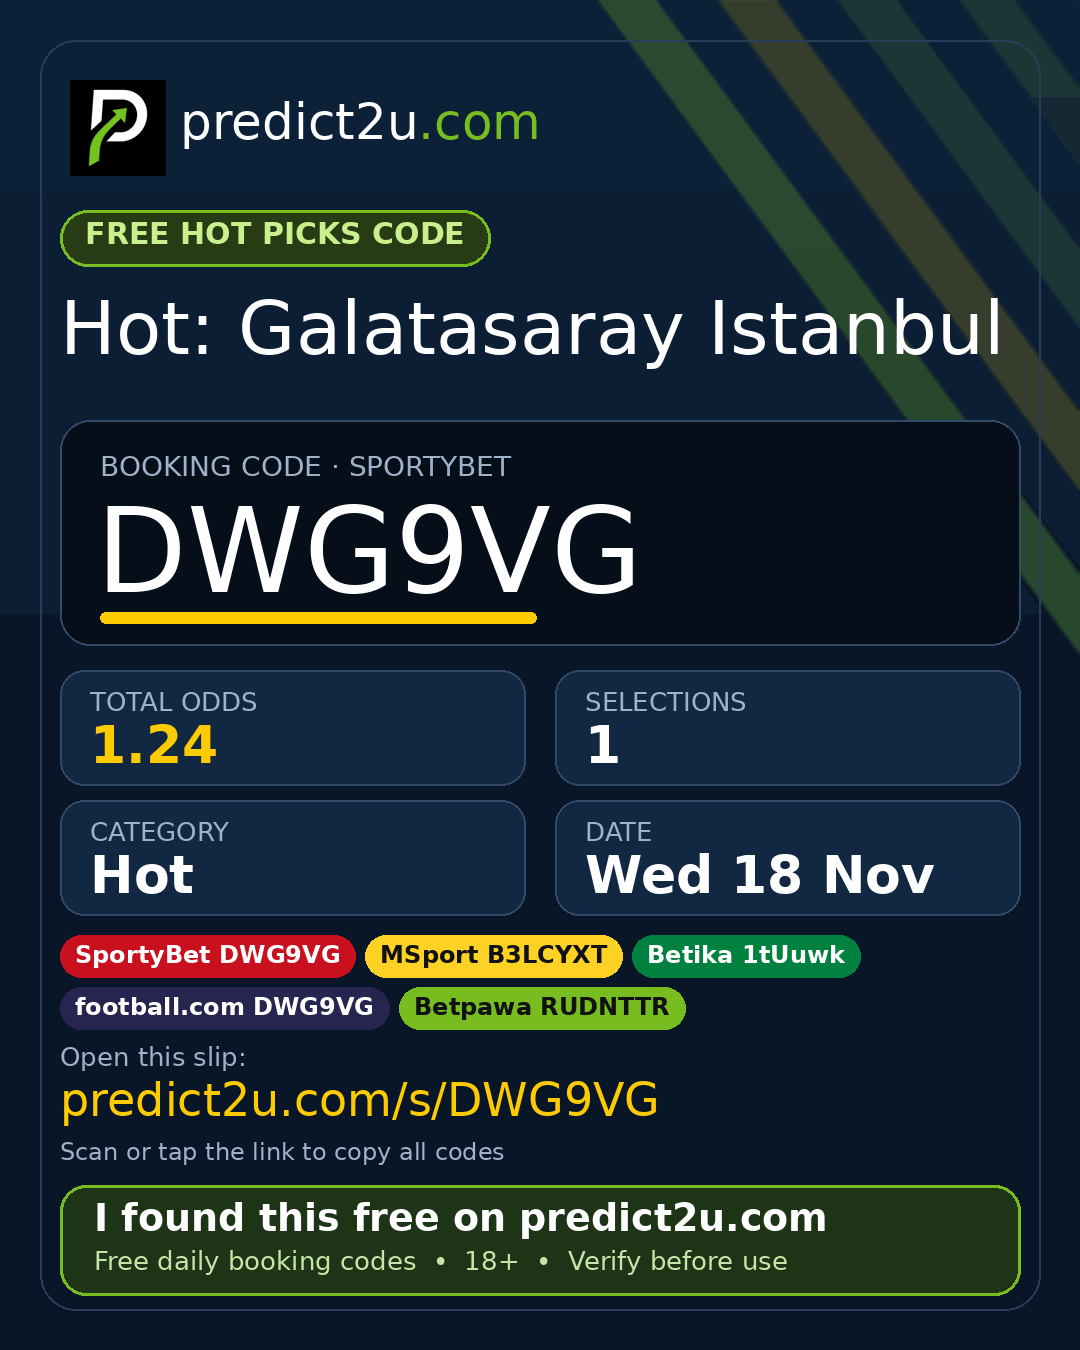 predict2u.com
FREE HOT PICKS CODE
Hot: Galatasaray Istanbul
BOOKING CODE · SPORTYBET
DWG9VG
TOTAL ODDS
1.24
SELECTIONS
1
CATEGORY
Hot
DATE
Wed 18 Nov
SportyBet DWG9VG
MSport B3LCYXT
Betika 1tUuwk
football.com DWG9VG
Betpawa RUDNTTR
Open this slip:
predict2u.com/s/DWG9VG
Scan or tap the link to copy all codes
I found this free on predict2u.com
Free daily booking codes • 18+ • Verify before use